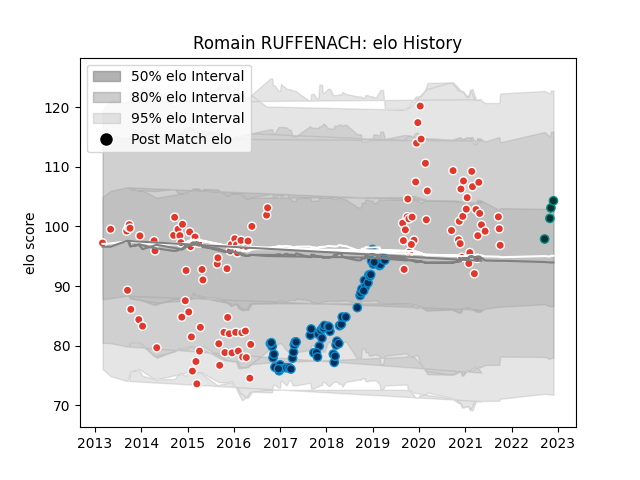 Romain RUFFENACH: elo History
50% elo Interval
80% elo Interval
95% elo Interval
Post Match elo
elo score
120
110
100
90
80
70
2013 2014 2015 2016 2017 2018 2019 2020 2021 2022 2023